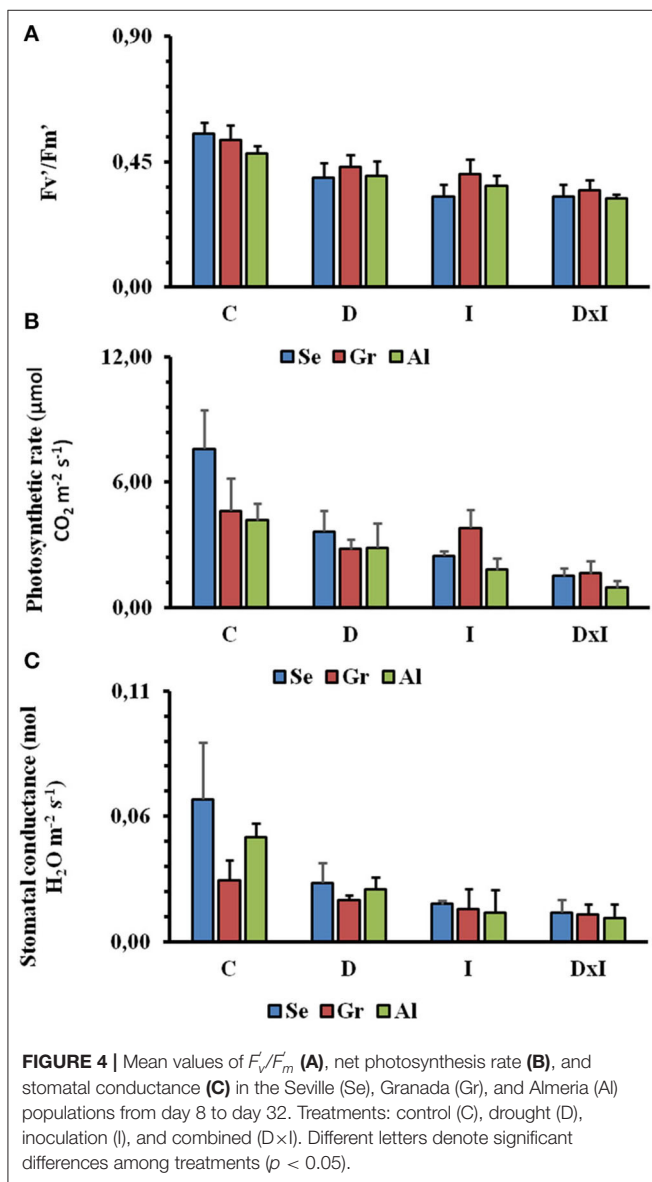 A
0,90
0,45
0,00
Fv'/Fm'
C D I DxI
Se Gr Al
B
12,00
6,00
0,00
Photosynthetic rate (µmol
CO₂ m⁻² s⁻¹)
C D I DxI
Se Gr Al
C
0,11
0,06
0,00
Stomatal conductance (mol
H₂O m⁻² s⁻¹)
C D I DxI
Se Gr Al
FIGURE 4 | Mean values of F′v/F′m (A), net photosynthesis rate (B), and
stomatal conductance (C) in the Seville (Se), Granada (Gr), and Almeria (Al)
populations from day 8 to day 32. Treatments: control (C), drought (D),
inoculation (I), and combined (D×I). Different letters denote significant
differences among treatments (p < 0.05).